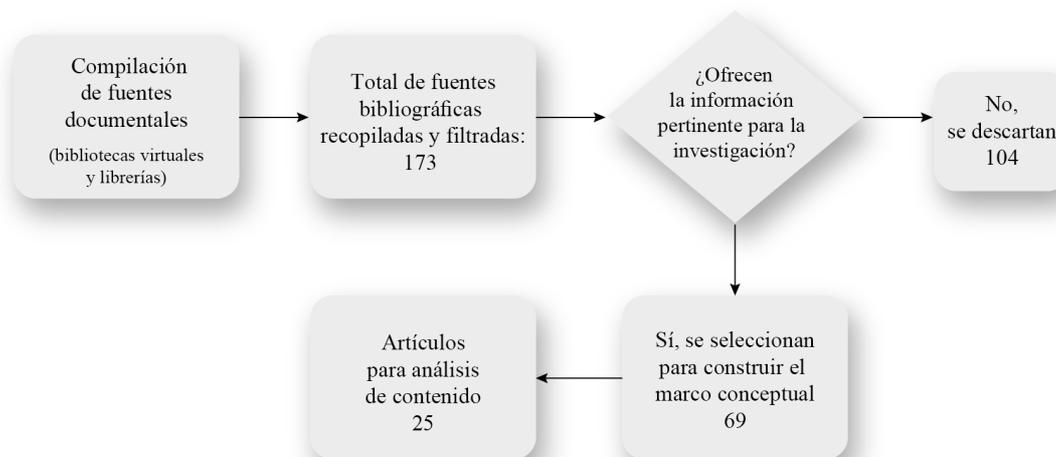 Compilación
de fuentes
documentales
(bibliotecas virtuales
y librerías)
Total de fuentes
bibliográficas
recopiladas y filtradas:
173
¿Ofrecen
la información
pertinente para la
investigación?
No,
se descartan
104
Sí, se seleccionan
para construir el
marco conceptual
69
Artículos
para análisis
de contenido
25